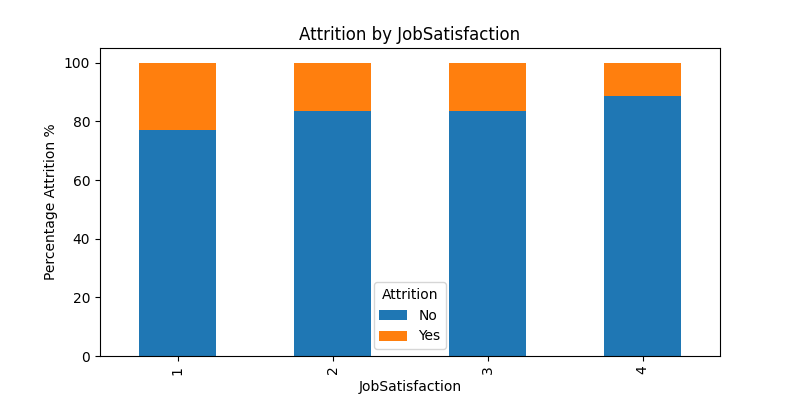 Attrition by JobSatisfaction
Percentage Attrition %
100
80
60
40
20
0
Attrition
No
Yes
1
2
3
4
JobSatisfaction